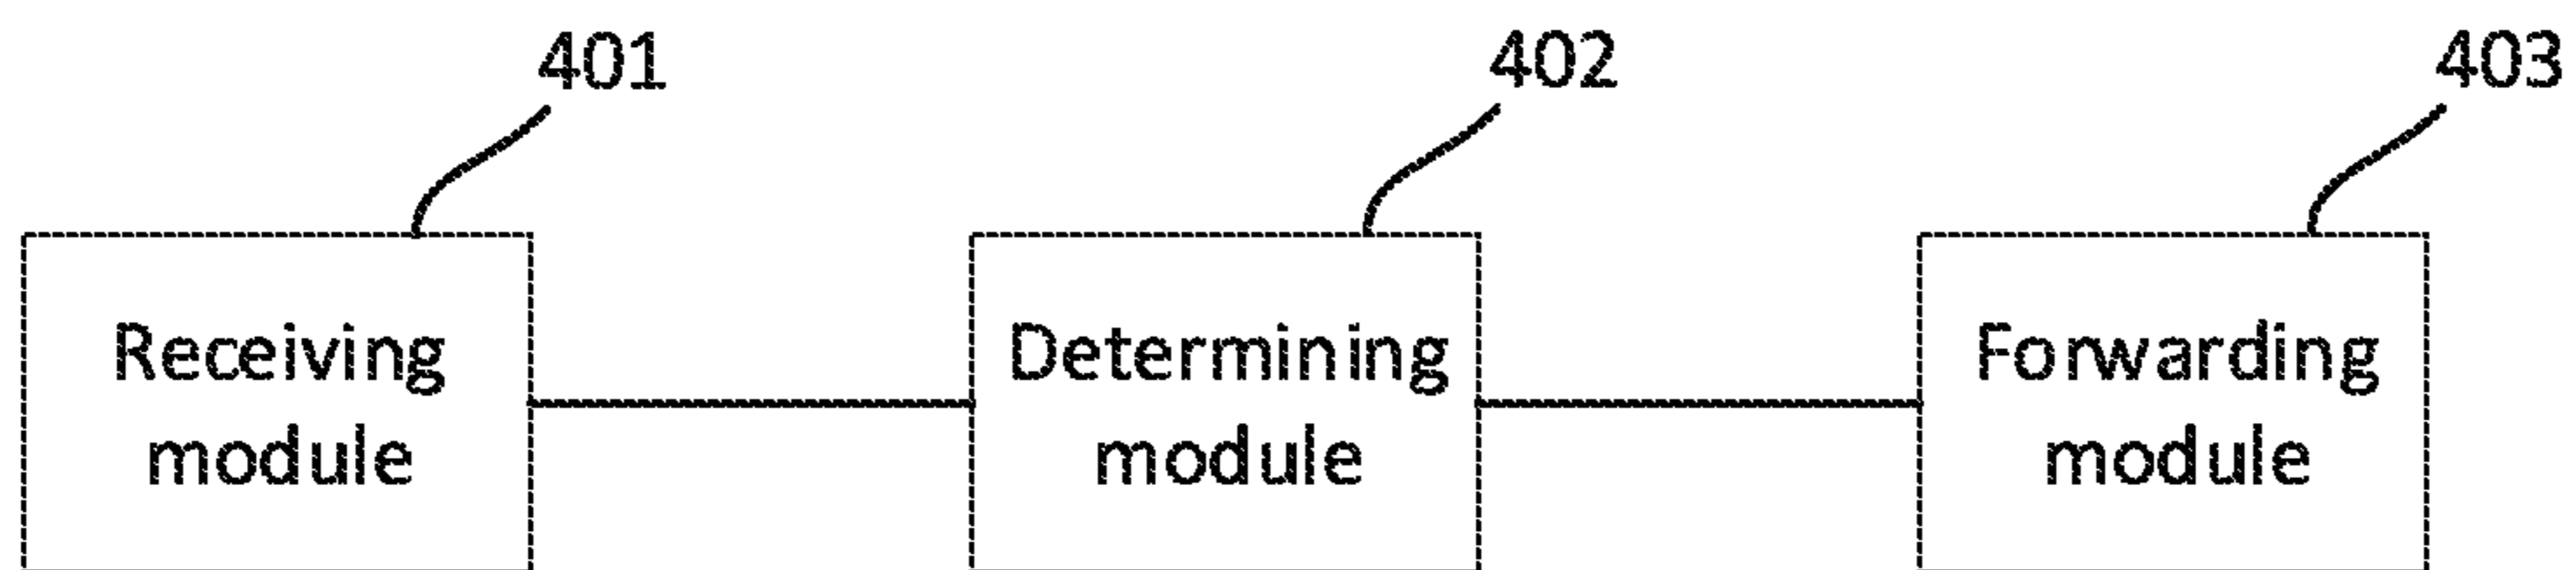 401
402
403
Receiving
module
Determining
module
Forwarding
module